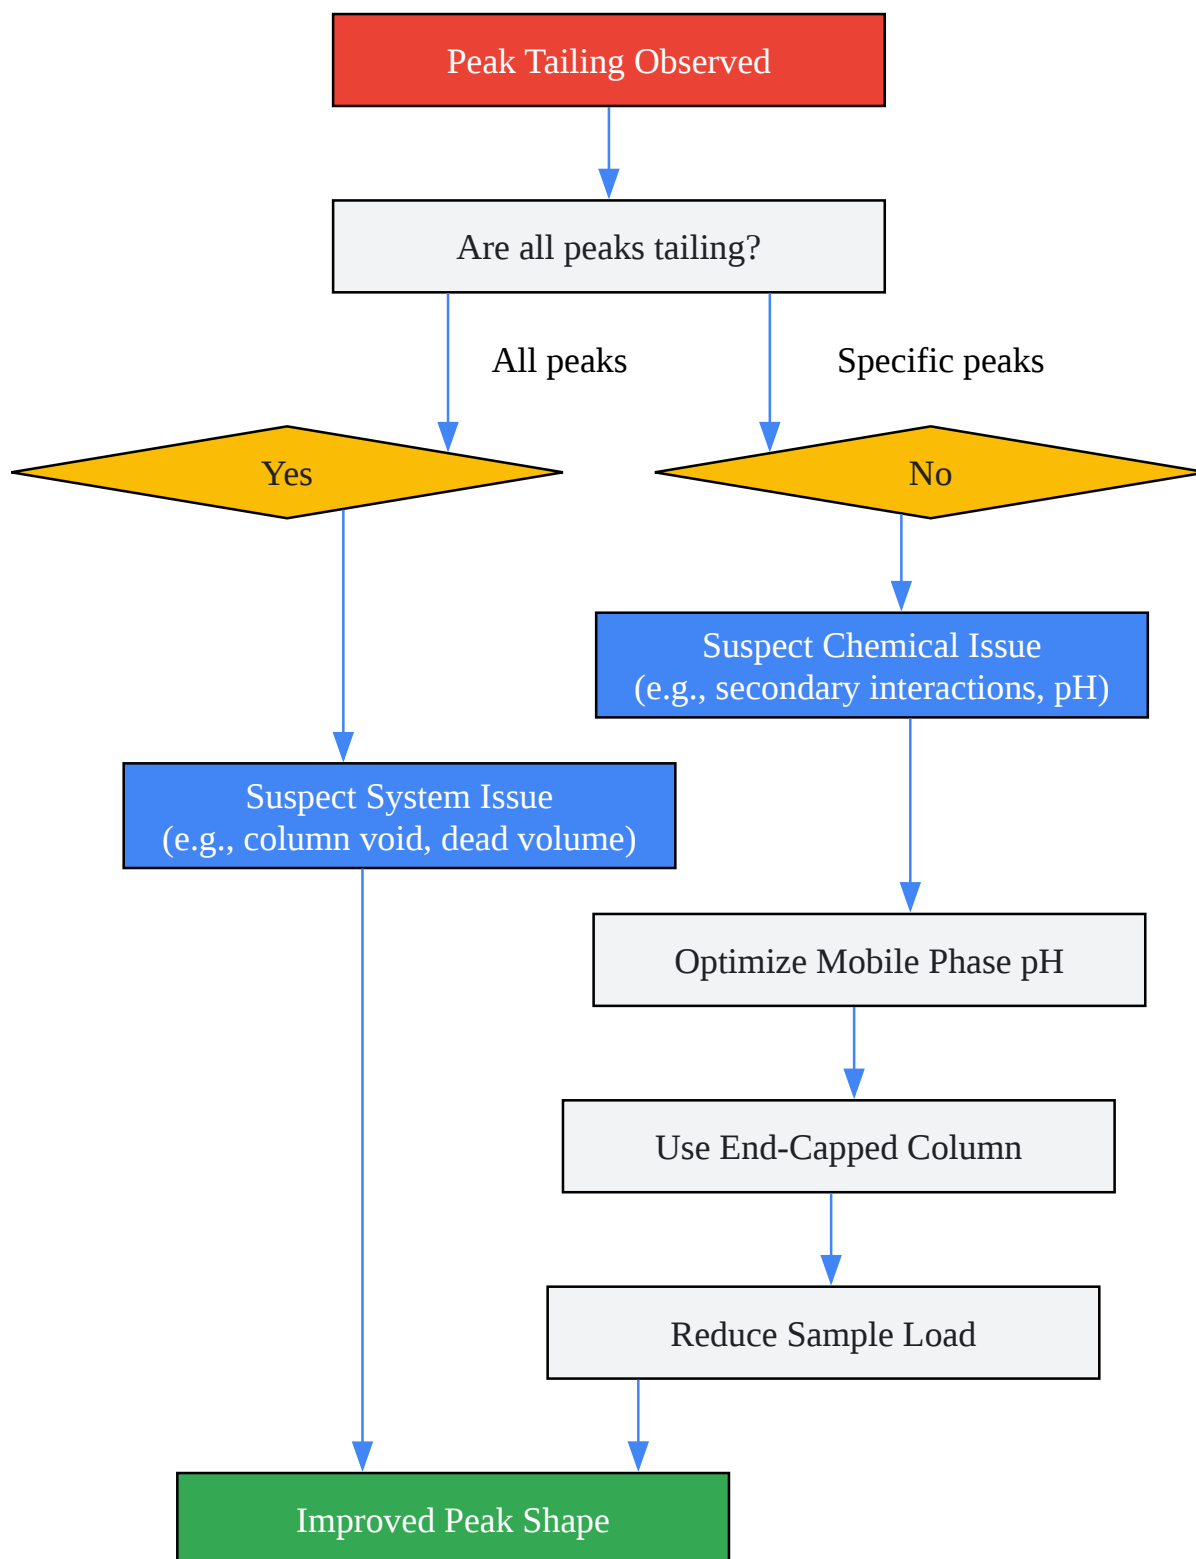 Peak Tailing Observed
Are all peaks tailing?
All peaks
Specific peaks
Yes
No
Suspect Chemical Issue
(e.g., secondary interactions, pH)
Suspect System Issue
(e.g., column void, dead volume)
Optimize Mobile Phase pH
Use End-Capped Column
Reduce Sample Load
Improved Peak Shape